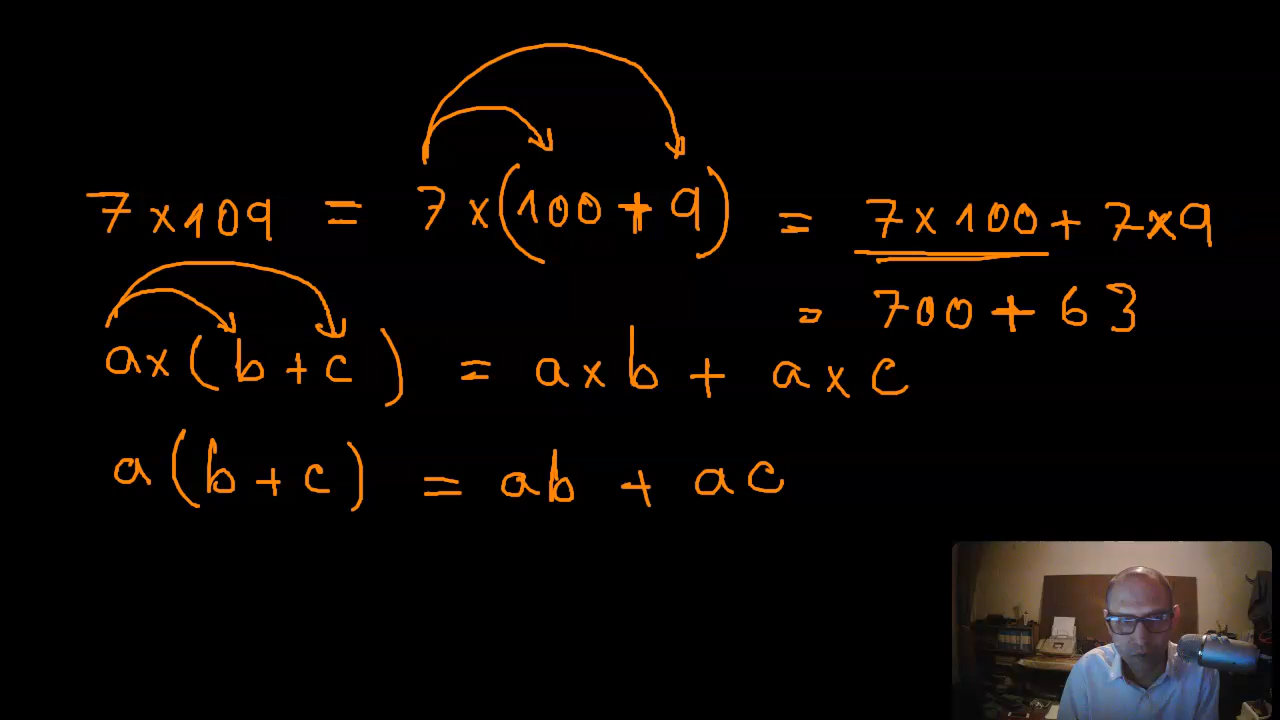 7 x 109 = 7 x (100 + 9) = 7 x 100 + 7 x 9
= 700 + 63
a x (b + c) = a x b + a x c
a (b + c) = ab + ac